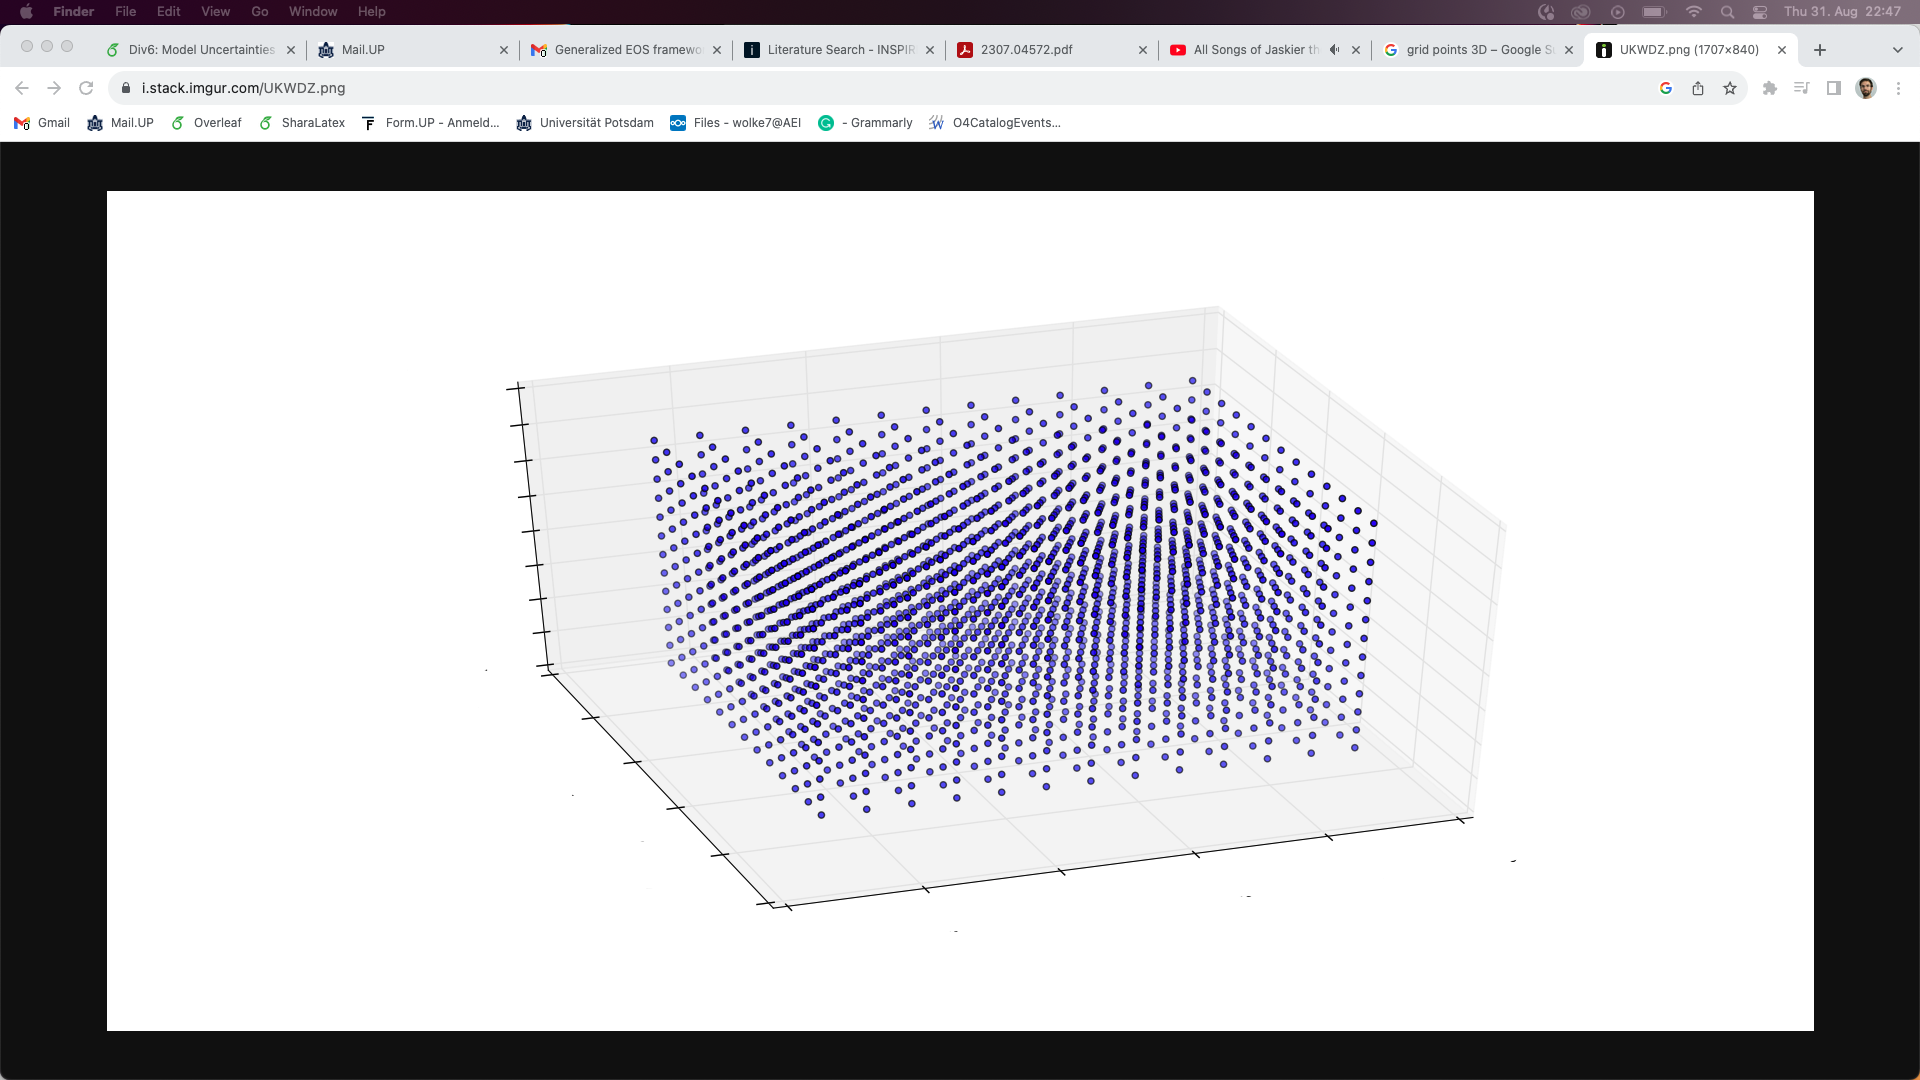 Finder File Edit View Go Window Help Thu 31. Aug 22:47
Div6: Model Uncertainties Mail.UP Generalized EOS framewo 2307.04572.pdf Literature Search - INSPIR All Songs of Jaskier th grid points 3D – Google S UKWDZ.png (1707×840)
i.stack.imgur.com/UKWDZ.png
Gmail Mail.UP Overleaf SharaLatex Form.UP - Anmeld... Universität Potsdam Files - wolke7@AEI - Grammarly O4CatalogEvents...